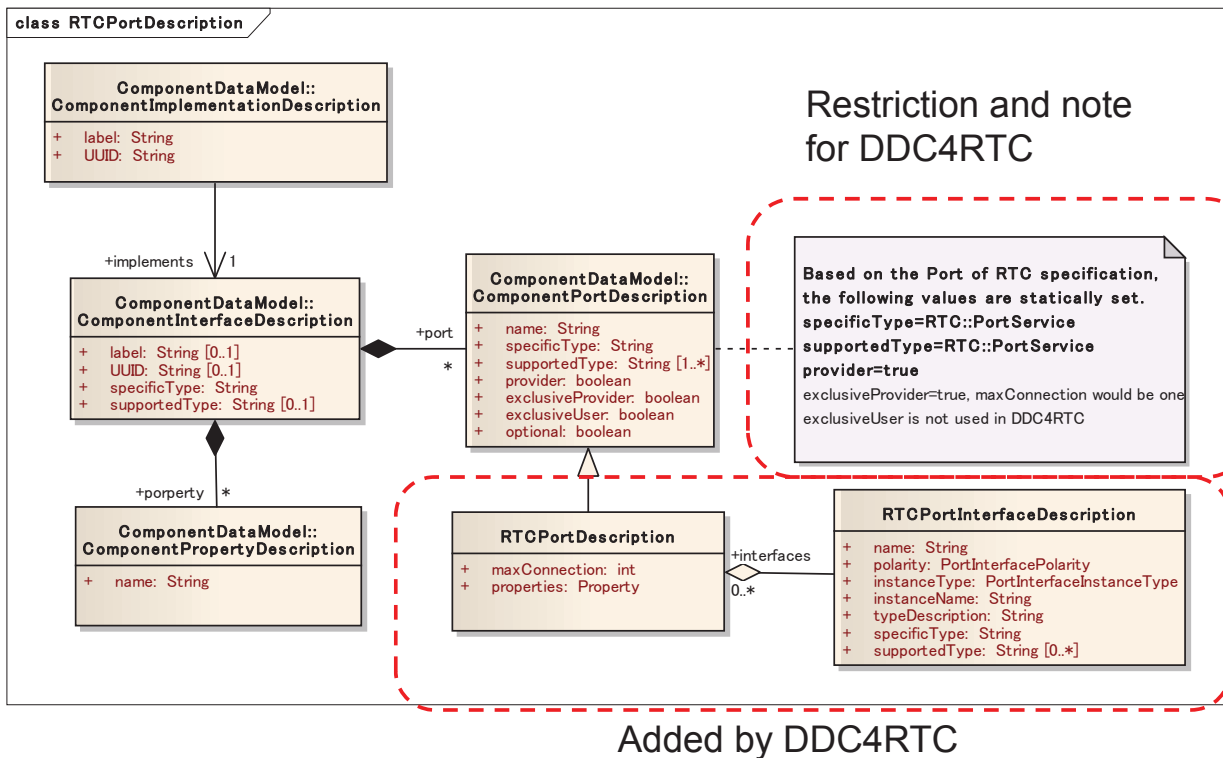 class RTCPortDescription
ComponentDataModel::
ComponentImplementationDescription
+ label: String
+ UUID: String
Restriction and note
for DDC4RTC
+implements
1
ComponentDataModel::
ComponentInterfaceDescription
+ label: String [0..1]
+ UUID: String [0..1]
+ specificType: String
+ supportedType: String [0..1]
+port
*
ComponentDataModel::
ComponentPortDescription
+ name: String
+ specificType: String
+ supportedType: String [1..*]
+ provider: boolean
+ exclusiveProvider: boolean
+ exclusiveUser: boolean
+ optional: boolean
Based on the Port of RTC specification,
the following values are statically set.
specificType=RTC::PortService
supportedType=RTC::PortService
provider=true
exclusiveProvider=true, maxConnection would be one
exclusiveUser is not used in DDC4RTC
+porperty
*
ComponentDataModel::
ComponentPropertyDescription
+ name: String
RTCPortDescription
+ maxConnection: int
+ properties: Property
+interfaces
0..*
RTCPortInterfaceDescription
+ name: String
+ polarity: PortInterfacePolarity
+ instanceType: PortInterfaceInstanceType
+ instanceName: String
+ typeDescription: String
+ specificType: String
+ supportedType: String [0..*]
Added by DDC4RTC